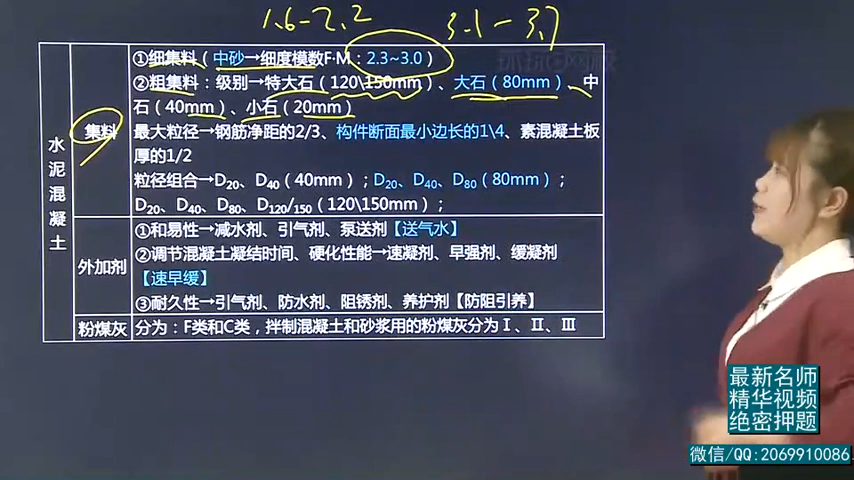 1.6-2.2
3.1-3.7
①细集料（中砂→细度模数F·M：2.3~3.0）
②粗集料：级别→特大石（120\150mm）、大石（80mm）、中
石（40mm）、小石（20mm）
集料
最大粒径→钢筋净距的2/3、构件断面最小边长的1\4、素混凝土板
厚的1/2
粒径组合→D20、D40（40mm）；D20、D40、D80（80mm）；
D20、D40、D80、D120/150（120\150mm）；
水泥混凝土
外加剂
①和易性→减水剂、引气剂、泵送剂【送气水】
②调节混凝土凝结时间、硬化性能→速凝剂、早强剂、缓凝剂
【速早缓】
③耐久性→引气剂、防水剂、阻锈剂、养护剂【防阻引养】
粉煤灰
分为：F类和C类，拌制混凝土和砂浆用的粉煤灰分为Ⅰ、Ⅱ、Ⅲ
最新名师
精华视频
绝密押题
微信/QQ:2069910086